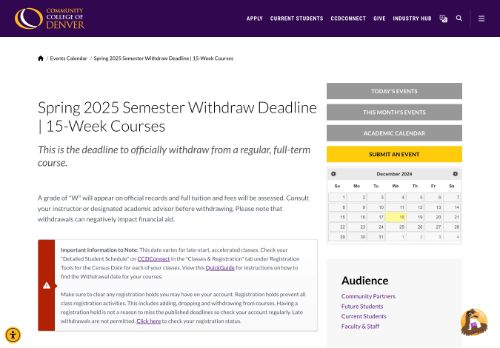 COMMUNITY
COLLEGE OF
DENVER
APPLY CURRENT STUDENTS CCDCONNECT GIVE INDUSTRY HUB
/ Events Calendar / Spring 2025 Semester Withdraw Deadline | 15-Week Courses
Spring 2025 Semester Withdraw Deadline
| 15-Week Courses
This is the deadline to officially withdraw from a regular, full-term
course.
A grade of "W" will appear on official records and full tuition and fees will be assessed. Consult
your instructor or designated academic advisor before withdrawing. Please note that
withdrawals can negatively impact financial aid.
Important Information to Note: This date varies for late-start, accelerated classes. Check your
"Detailed Student Schedule" on CCDConnect in the "Classes & Registration" tab under Registration
Tools for the Census Date for each of your classes. View this QuickGuide for instructions on how to
find the Withdrawal date for your courses.
Make sure to clear any registration holds you may have on your account. Registration holds prevent all
class registration activities. This includes adding, dropping and withdrawing from courses. Having a
registration hold is not a reason to miss the published deadlines so check your account regularly. Late
withdrawals are not permitted. Click here to check your registration status.
TODAY'S EVENTS
THIS MONTH'S EVENTS
ACADEMIC CALENDAR
SUBMIT AN EVENT
December 2024
Su Mo Tu We Th Fr Sa
1 2 3 4 5 6 7
8 9 10 11 12 13 14
15 16 17 18 19 20 21
22 23 24 25 26 27 28
29 30 31 1 2 3 4
Audience
Community Partners
Future Students
Current Students
Faculty & Staff